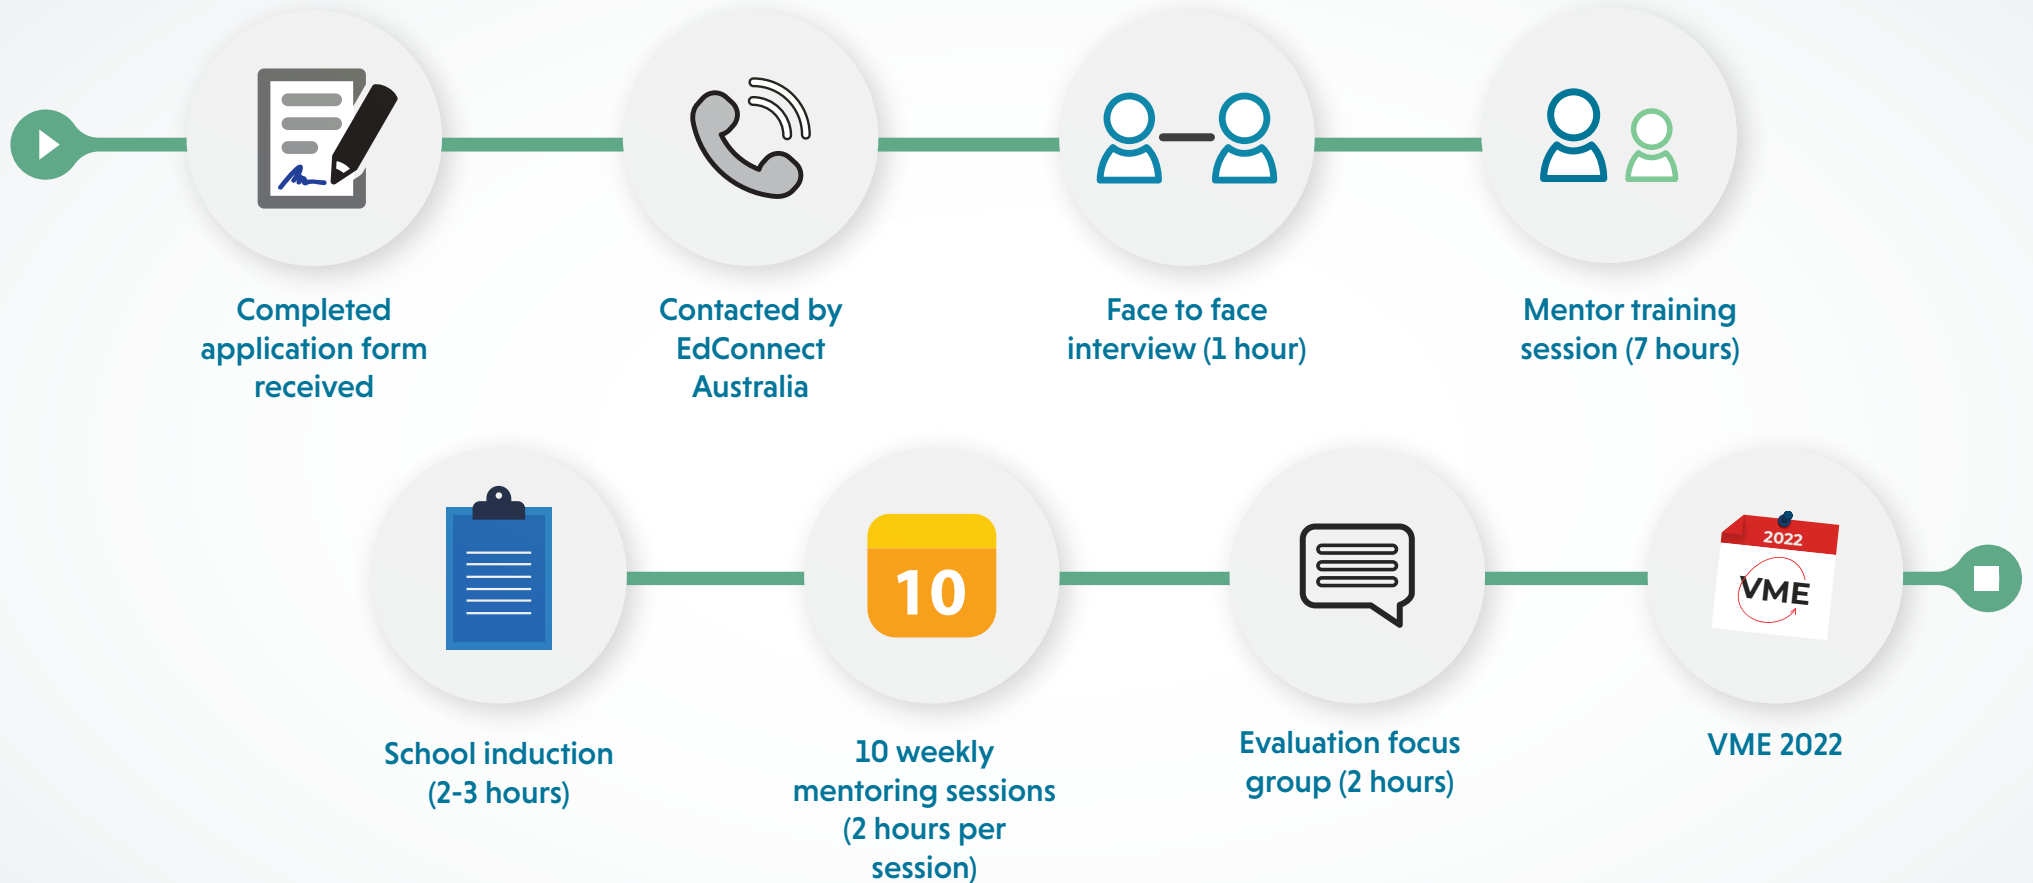 Completed
application form
received
Contacted by
EdConnect
Australia
Face to face
interview (1 hour)
Mentor training
session (7 hours)
10
2022
VME
School induction
(2-3 hours)
10 weekly
mentoring sessions
(2 hours per
session)
Evaluation focus
group (2 hours)
VME 2022